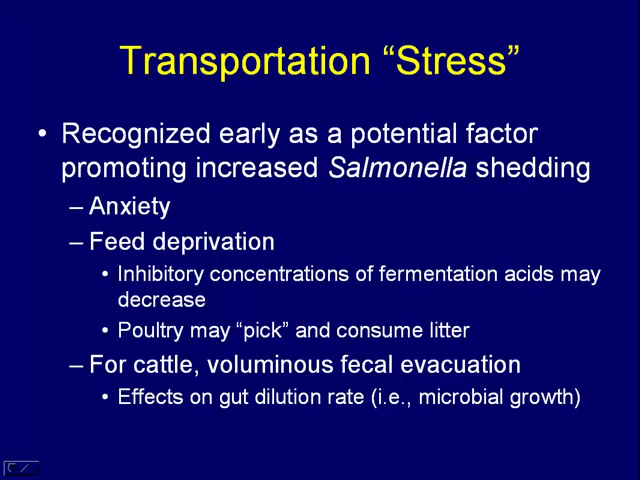 Transportation “Stress”
• Recognized early as a potential factor
promoting increased Salmonella shedding
– Anxiety
– Feed deprivation
• Inhibitory concentrations of fermentation acids may
decrease
• Poultry may “pick” and consume litter
– For cattle, voluminous fecal evacuation
• Effects on gut dilution rate (i.e., microbial growth)